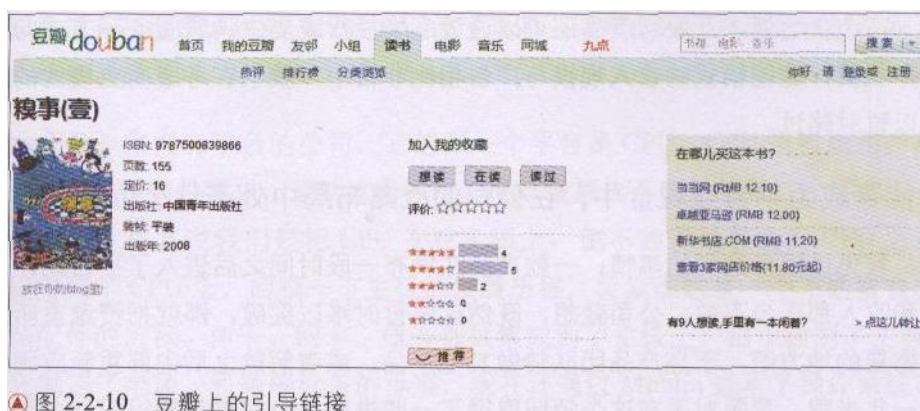 豆瓣 douban 首页 我的豆瓣 友邻 小组 读书 电影 音乐 同城 九点 书籍、电影、音乐 搜索
热评 排行榜 分类浏览 你好，请 登录或 注册
糗事(壹)
ISBN: 9787500839866
页数: 155
定价: 16
出版社: 中国青年出版社
装帧: 平装
出版年: 2008
放在你的blog里!
加入我的收藏
想读 在读 读过
评价: ☆☆☆☆☆
★★★★★ 4
★★★★☆ 5
★★★☆☆ 2
★★☆☆☆ 0
★☆☆☆☆ 0
推荐
在哪儿买这本书? ······
当当网 (RMB 12.10)
卓越亚马逊 (RMB 12.00)
新华书店.COM (RMB 11.20)
查看3家网店价格(11.80元起)
有9人想读,手里有一本闲着? > 点这儿转让
图 2-2-10 豆瓣上的引导链接